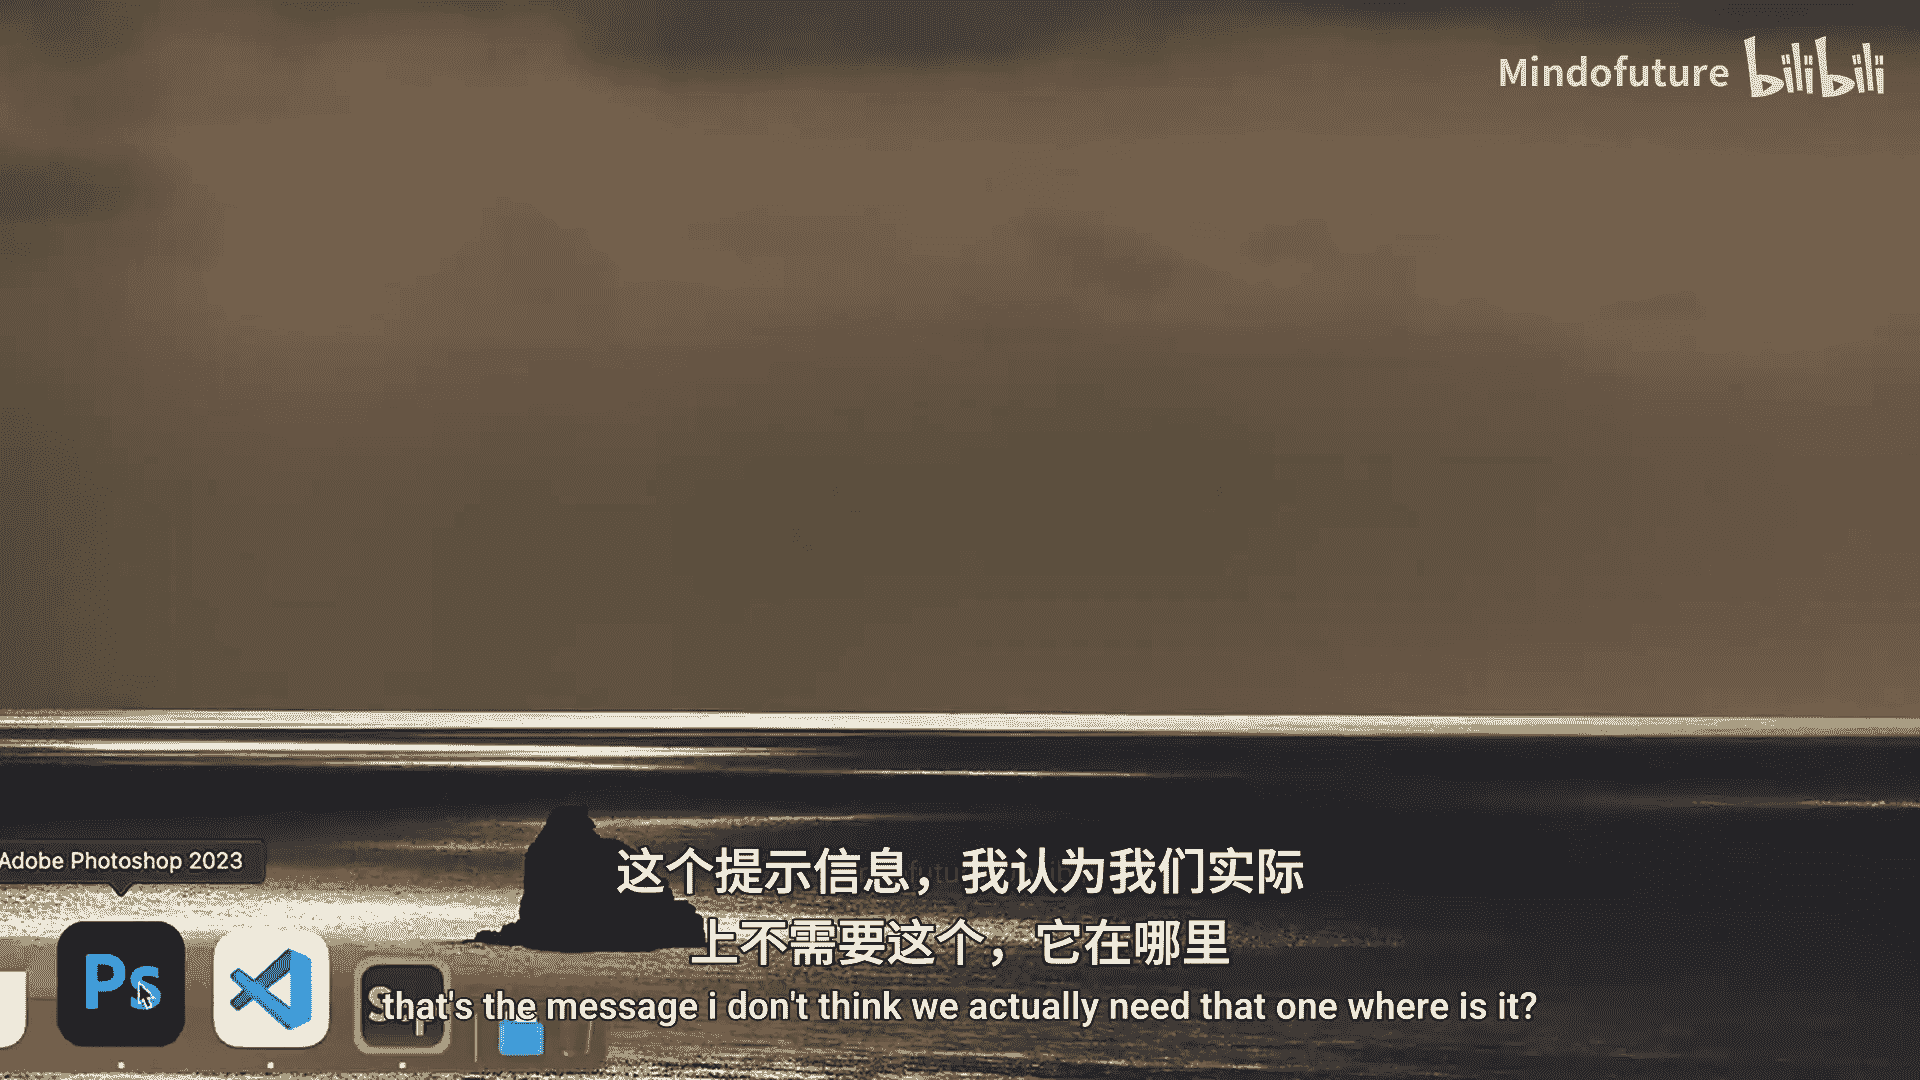 Mindofuture bilibili
Adobe Photoshop 2023
这个提示信息，我认为我们实际
上不需要这个，它在哪里
Ps
that's the message i don't think we actually need that one where is it?